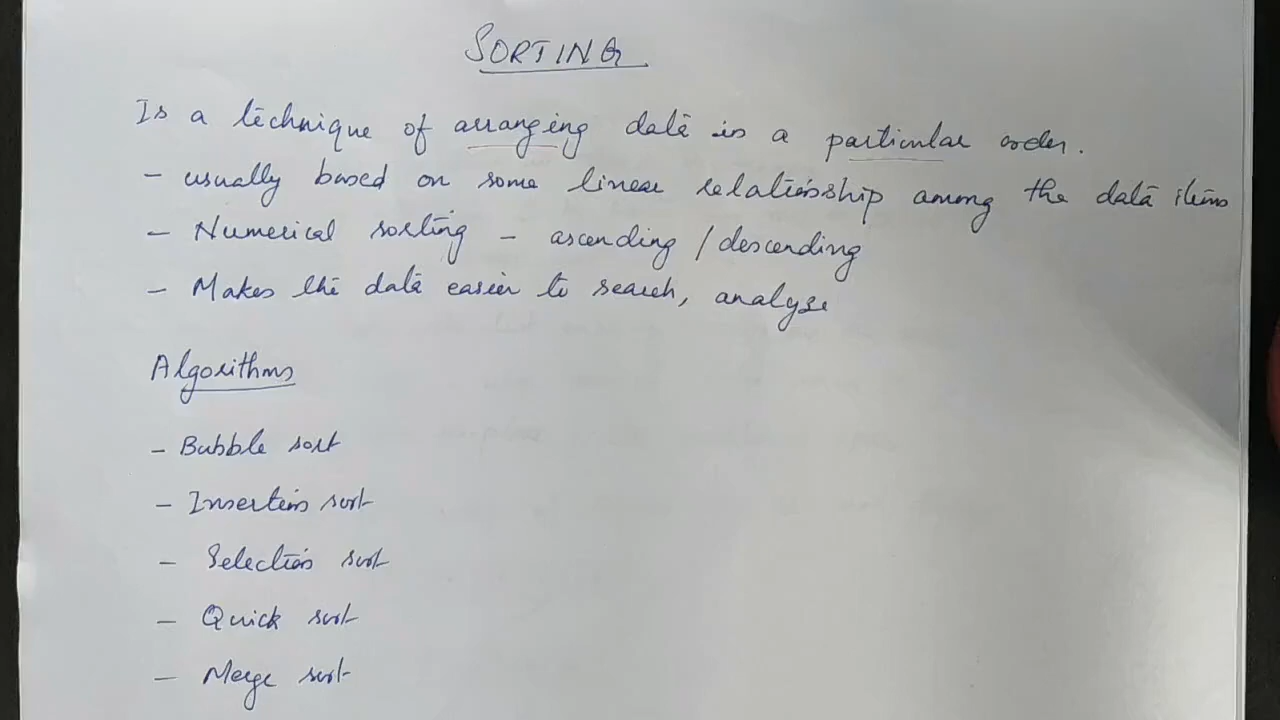 SORTING
Is a technique of arranging data in a particular order.
- usually based on some linear relationship among the data items
- Numerical sorting - ascending / descending
- Makes the data easier to search, analyze
Algorithms
- Bubble sort
- Insertion sort
- Selection sort
- Quick sort
- Merge sort